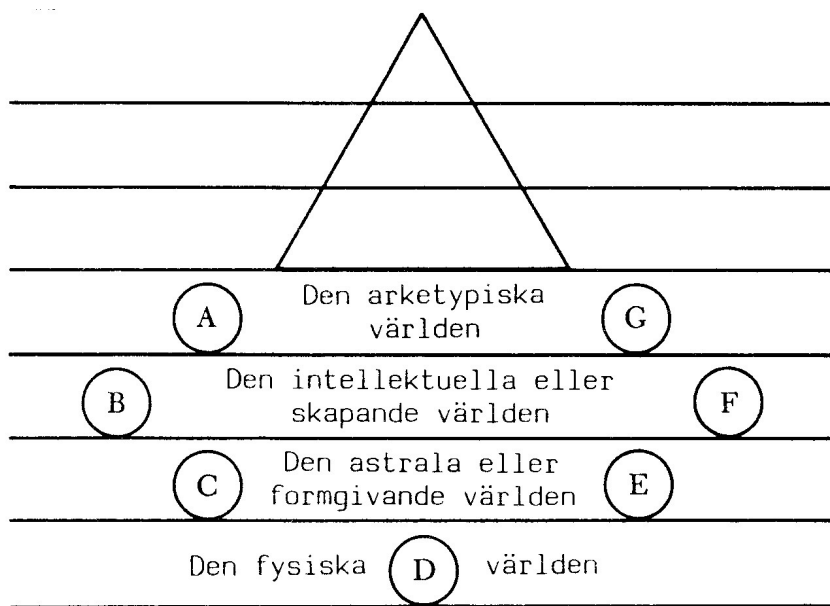 A Den arketypiska G
världen
B Den intellektuella eller F
skapande världen
C Den astrala eller E
formgivande världen
Den fysiska D världen